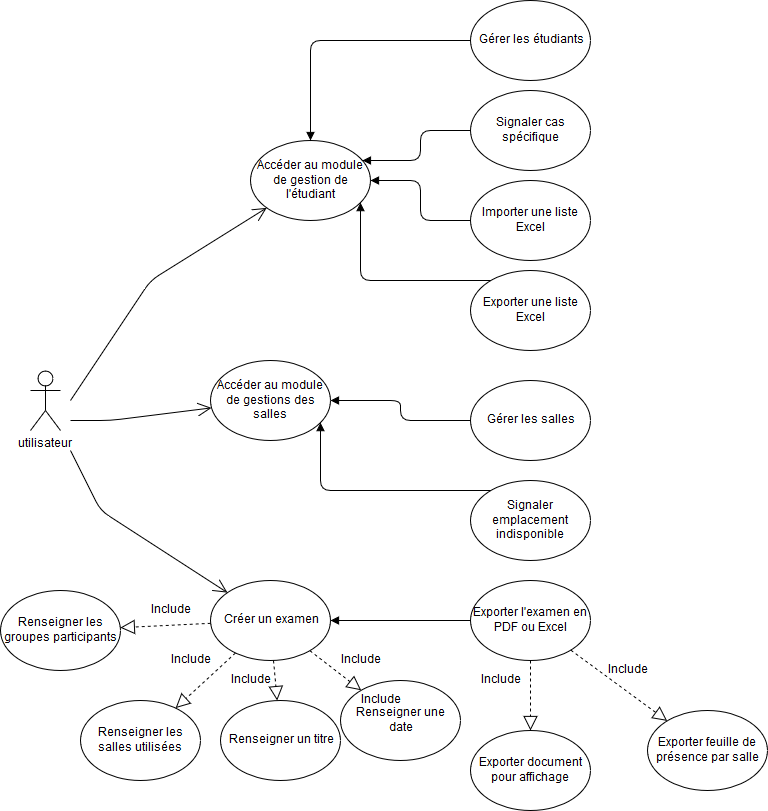 Gérer les étudiants
Signaler cas
spécifique
Accéder au module
de gestion de
l'étudiant
Importer une liste
Excel
Exporter une liste
Excel
Accéder au module
de gestions des
salles
Gérer les salles
utilisateur
Signaler
emplacement
indisponible
Renseigner les
groupes participants
Include
Créer un examen
Exporter l'examen en
PDF ou Excel
Include
Include
Include
Include
Include
Include
Renseigner les
salles utilisées
Renseigner un titre
Renseigner une
date
Exporter document
pour affichage
Exporter feuille de
présence par salle